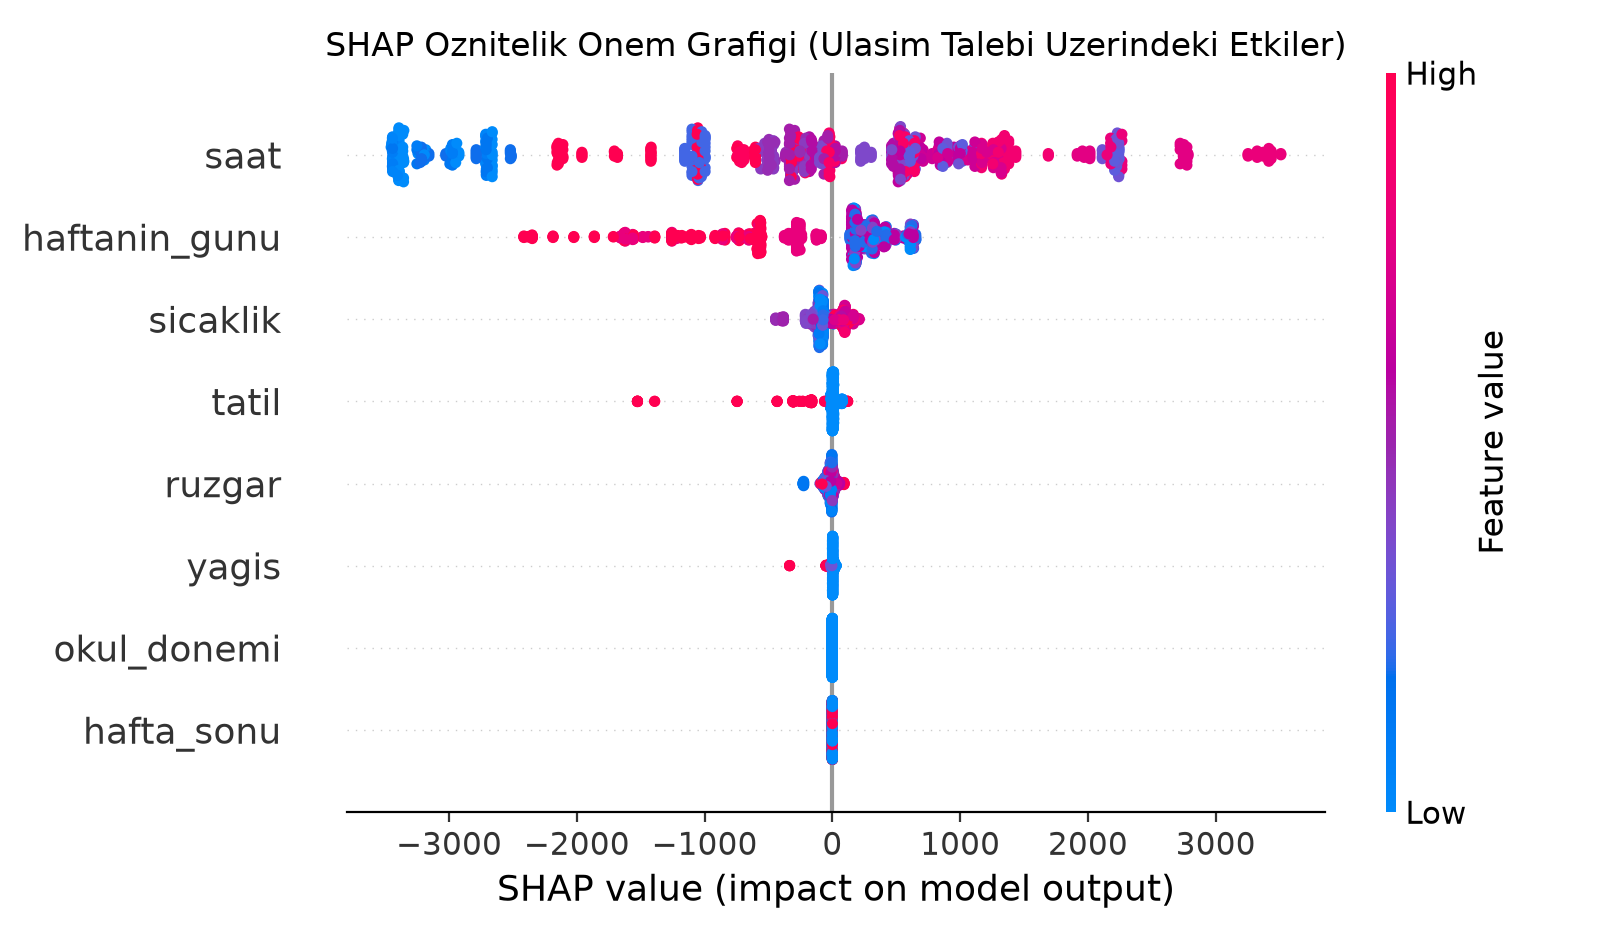 SHAP Oznitelik Onem Grafigi (Ulasim Talebi Uzerindeki Etkiler)
High
saat
haftanin_gunu
sicaklik
tatil
ruzgar
yagis
okul_donemi
hafta_sonu
Feature value
Low
−3000 −2000 −1000 0 1000 2000 3000
SHAP value (impact on model output)